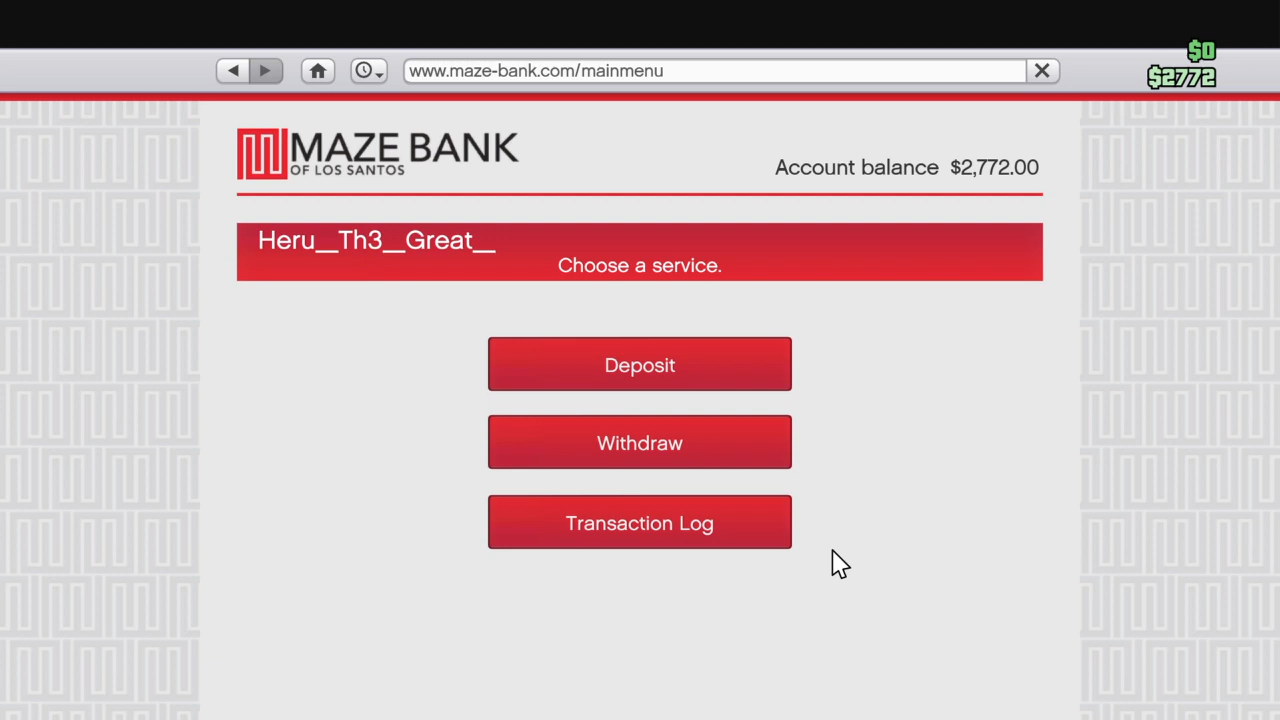 $0
www.maze-bank.com/mainmenu
$2772
MAZE BANK
OF LOS SANTOS
Account balance $2,772.00
Heru__Th3__Great__
Choose a service.
Deposit
Withdraw
Transaction Log